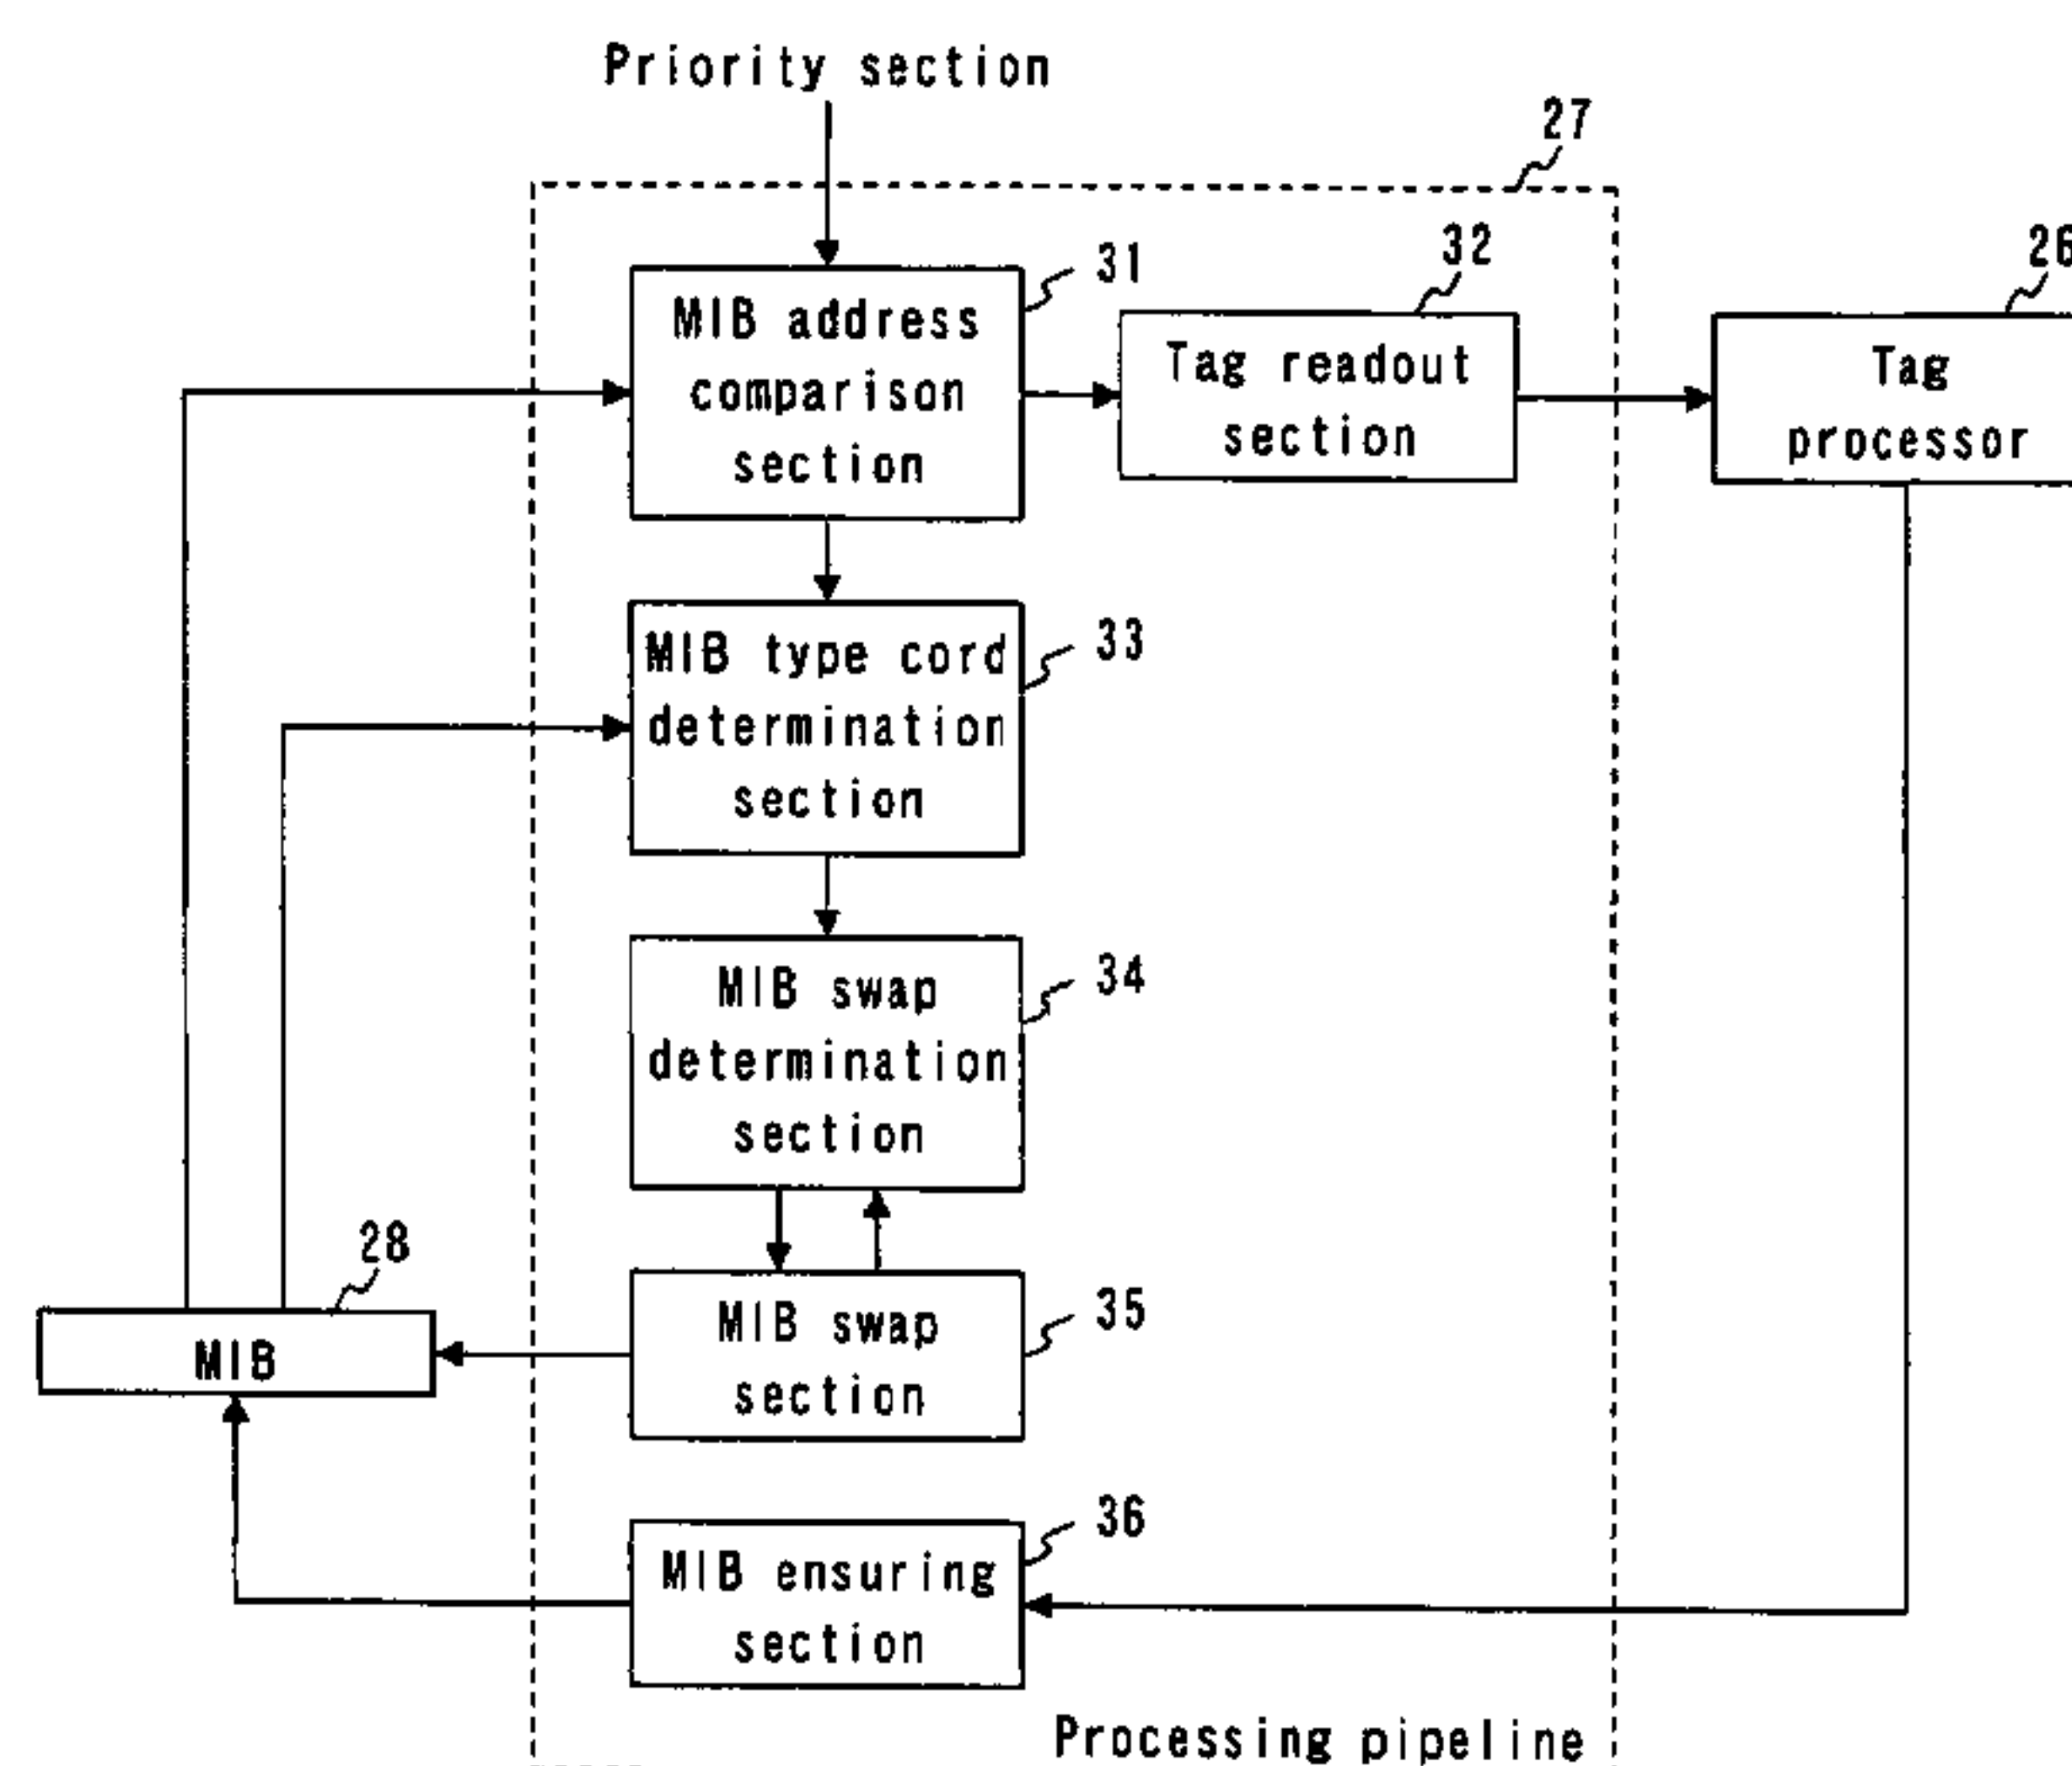 Priority section
27
31
32
26
MIB address
comparison
section
Tag readout
section
Tag
processor
33
MIB type cord
determination
section
34
MIB swap
determination
section
28
MIB
35
MIB swap
section
36
MIB ensuring
section
Processing pipeline